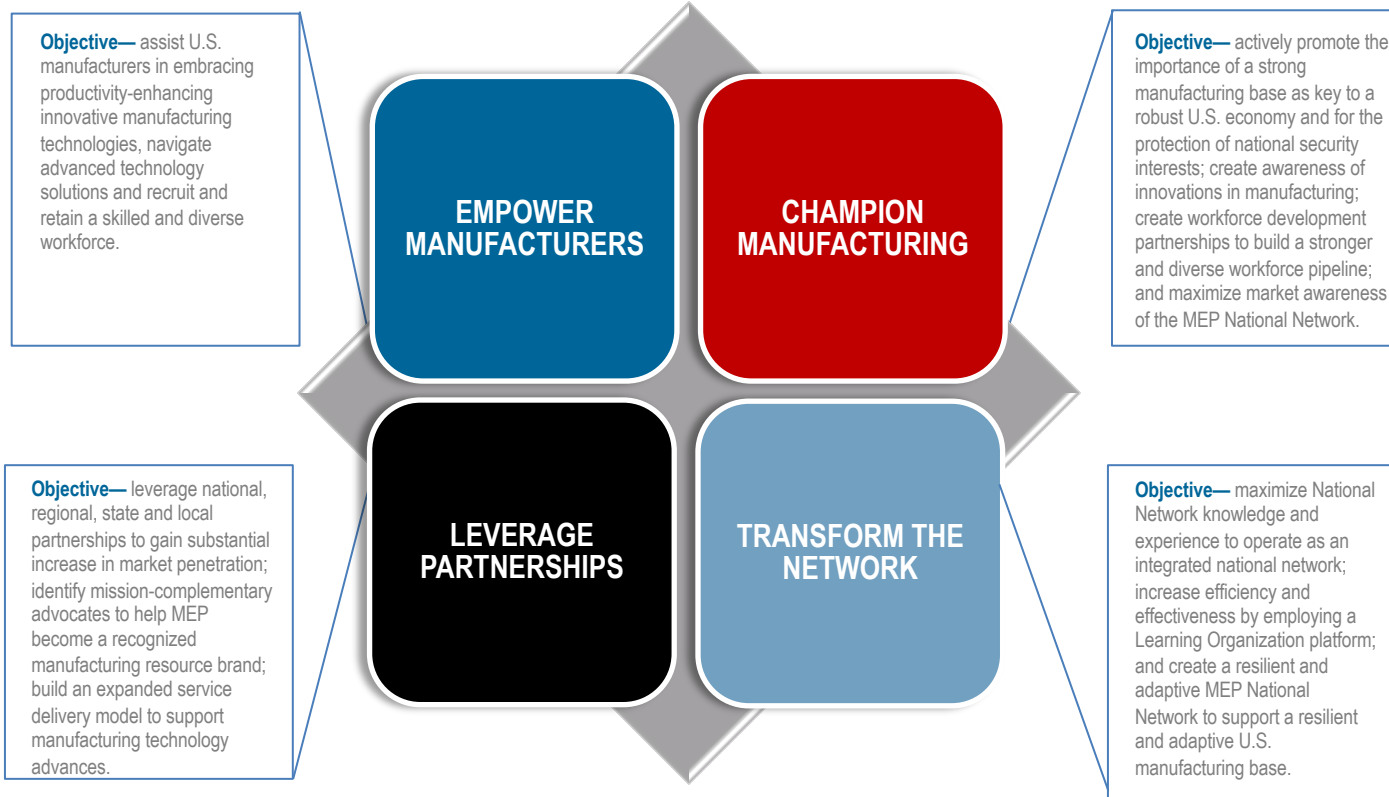 Objective— assist U.S.
manufacturers in embracing
productivity-enhancing
innovative manufacturing
technologies, navigate
advanced technology
solutions and recruit and
retain a skilled and diverse
workforce.
EMPOWER
MANUFACTURERS
CHAMPION
MANUFACTURING
Objective— actively promote the
importance of a strong
manufacturing base as key to a
robust U.S. economy and for the
protection of national security
interests; create awareness of
innovations in manufacturing;
create workforce development
partnerships to build a stronger
and diverse workforce pipeline;
and maximize market awareness
of the MEP National Network.
Objective— leverage national,
regional, state and local
partnerships to gain substantial
increase in market penetration;
identify mission-complementary
advocates to help MEP
become a recognized
manufacturing resource brand;
build an expanded service
delivery model to support
manufacturing technology
advances.
LEVERAGE
PARTNERSHIPS
TRANSFORM THE
NETWORK
Objective— maximize National
Network knowledge and
experience to operate as an
integrated national network;
increase efficiency and
effectiveness by employing a
Learning Organization platform;
and create a resilient and
adaptive MEP National
Network to support a resilient
and adaptive U.S.
manufacturing base.